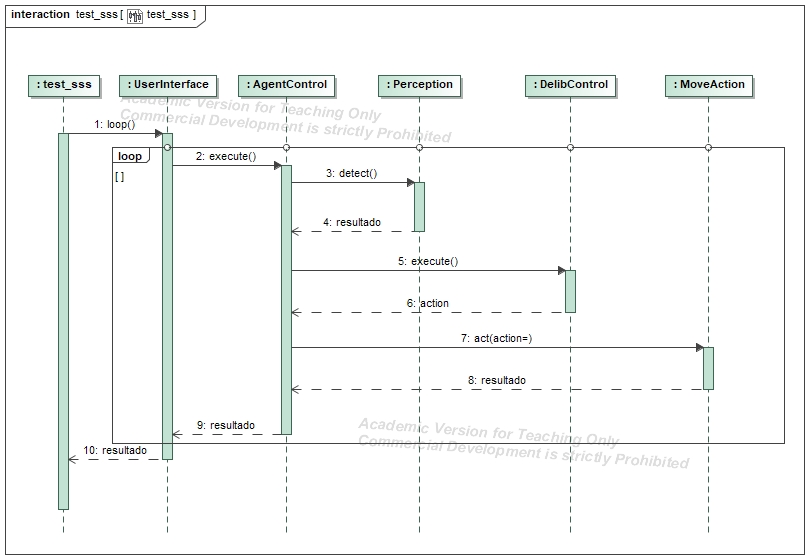 interaction test_sss [ test_sss ]
: test_sss
: UserInterface
: AgentControl
: Perception
: DelibControl
: MoveAction
Academic Version for Teaching Only
Commercial Development is strictly Prohibited
1: loop()
loop
[ ]
2: execute()
3: detect()
4: resultado
5: execute()
6: action
7: act(action=)
8: resultado
9: resultado
10: resultado
Academic Version for Teaching Only
Commercial Development is strictly Prohibited